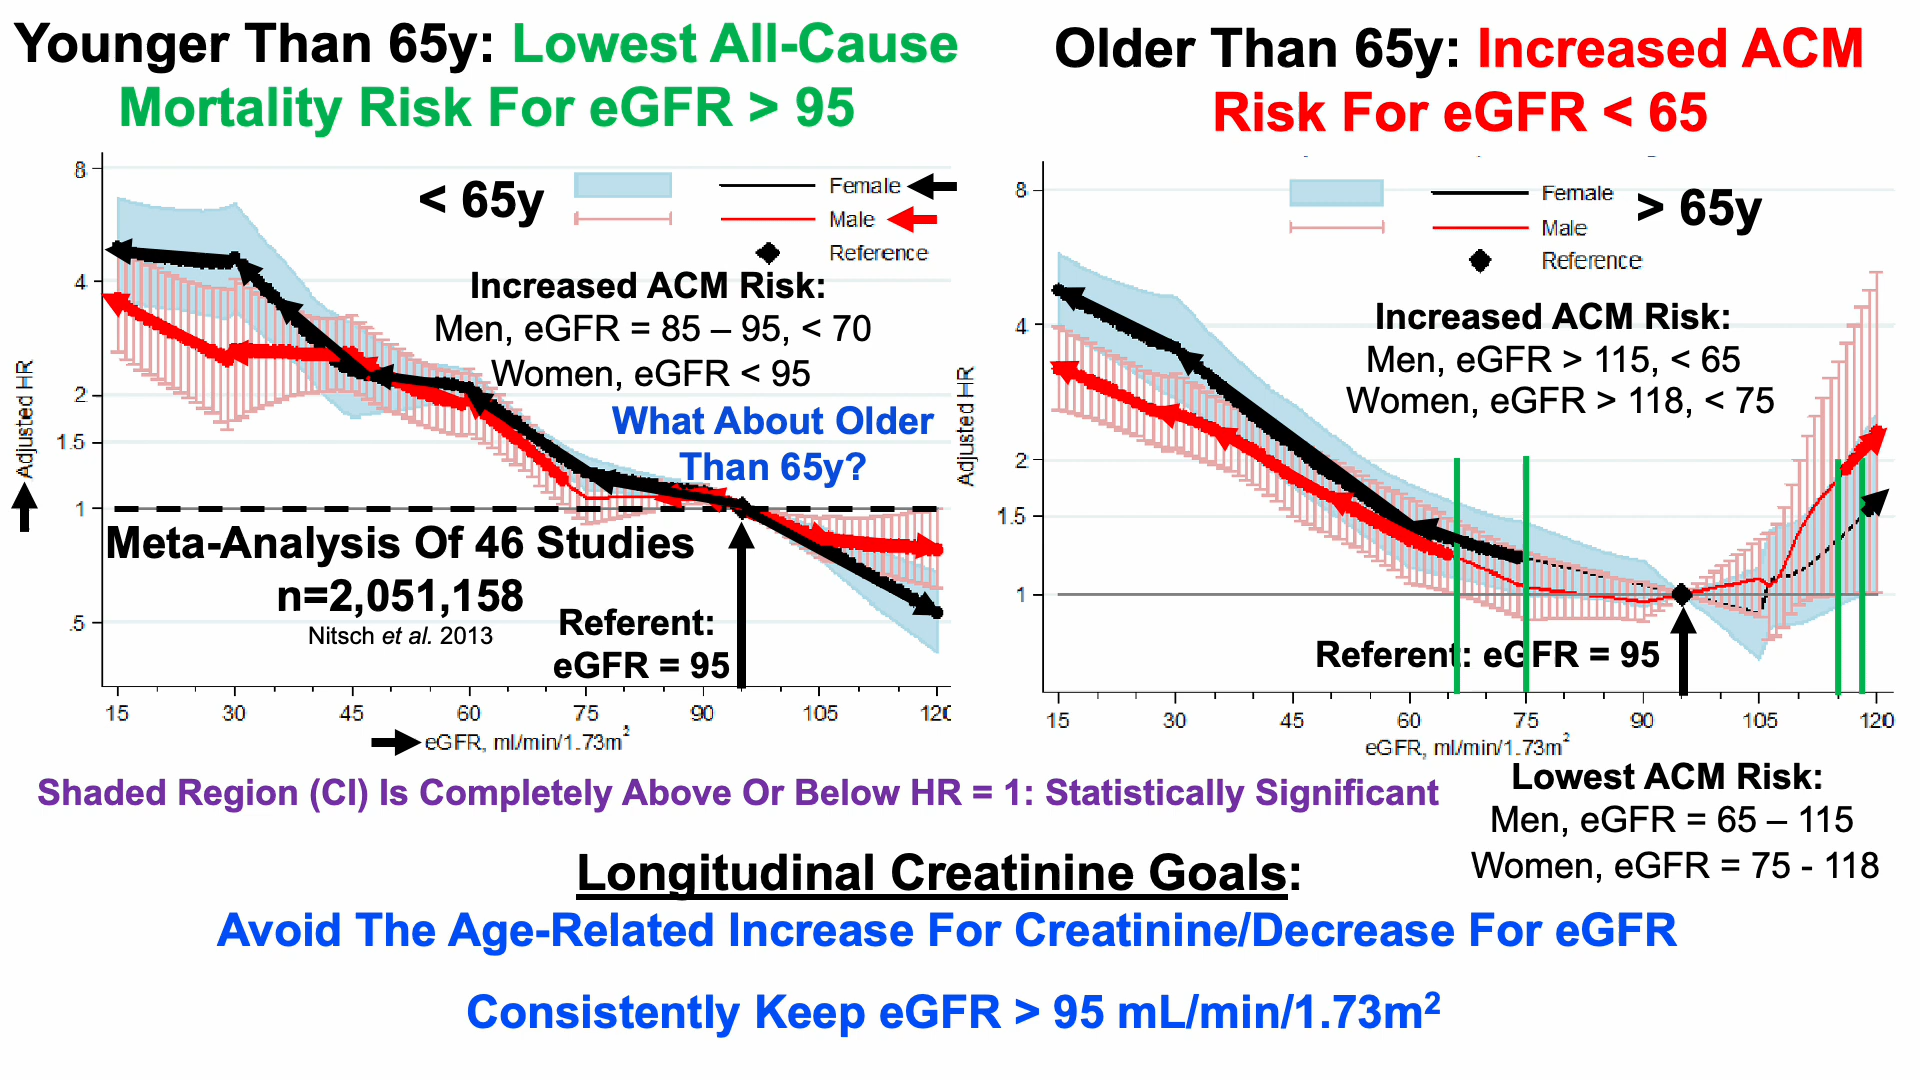 Younger Than 65y: Lowest All-Cause
Mortality Risk For eGFR > 95
8
4
2
1.5
1
.5
Adjusted HR
< 65y
Female
Male
Reference
Increased ACM Risk:
Men, eGFR = 85 – 95, < 70
Women, eGFR < 95
What About Older
Than 65y?
Meta-Analysis Of 46 Studies
n=2,051,158
Nitsch et al. 2013
Referent:
eGFR = 95
15 30 45 60 75 90 105 120
eGFR, ml/min/1.73m²
Older Than 65y: Increased ACM
Risk For eGFR < 65
8
4
2
1.5
1
Adjusted HR
Female
Male
Reference
> 65y
Increased ACM Risk:
Men, eGFR > 115, < 65
Women, eGFR > 118, < 75
Referent: eGFR = 95
15 30 45 60 75 90 105 120
eGFR, ml/min/1.73m²
Shaded Region (CI) Is Completely Above Or Below HR = 1: Statistically Significant
Lowest ACM Risk:
Men, eGFR = 65 – 115
Women, eGFR = 75 - 118
Longitudinal Creatinine Goals:
Avoid The Age-Related Increase For Creatinine/Decrease For eGFR
Consistently Keep eGFR > 95 mL/min/1.73m²